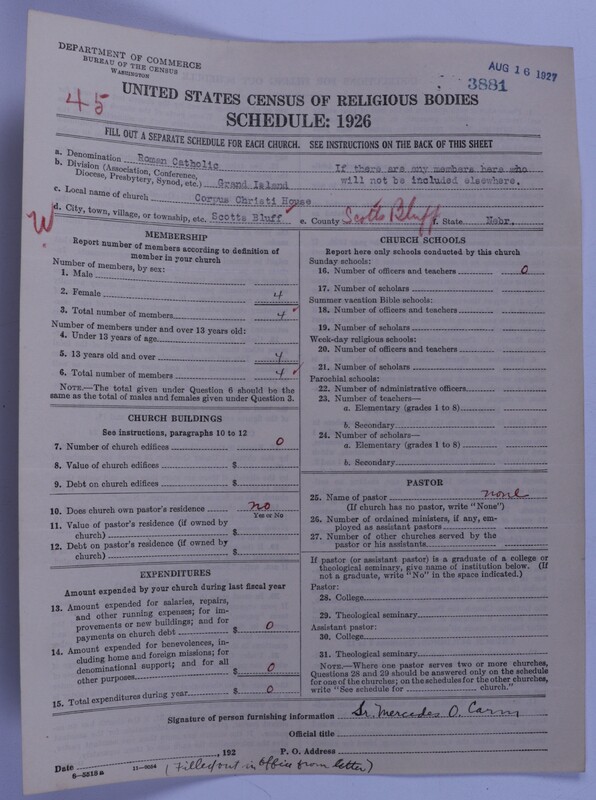 DEPARTMENT OF COMMERCE
BUREAU OF THE CENSUS
WASHINGTON
AUG 16 1927
3881
45
UNITED STATES CENSUS OF RELIGIOUS BODIES
SCHEDULE: 1926
FILL OUT A SEPARATE SCHEDULE FOR EACH CHURCH. SEE INSTRUCTIONS ON THE BACK OF THIS SHEET
a. Denomination Roman Catholic
b. Division (Association, Conference, Diocese, Presbytery, Synod, etc.) Grand Island
If there are any members here who
will not be included elsewhere.
c. Local name of church Corpus Christi House
d. City, town, village, or township, etc. Scotts Bluff e. County Scotts Bluff f. State Nebr.
W
MEMBERSHIP
Report number of members according to definition of
member in your church
Number of members, by sex:
1. Male
2. Female 4
3. Total number of members 4
Number of members under and over 13 years old:
4. Under 13 years of age
5. 13 years old and over 4
6. Total number of members 4
NOTE.—The total given under Question 6 should be the
same as the total of males and females given under Question 3.
CHURCH BUILDINGS
See instructions, paragraphs 10 to 12
7. Number of church edifices 0
8. Value of church edifices $
9. Debt on church edifices $
10. Does church own pastor's residence no
Yes or No
11. Value of pastor's residence (if owned by
church) $
12. Debt on pastor's residence (if owned by
church) $
EXPENDITURES
Amount expended by your church during last fiscal year
13. Amount expended for salaries, repairs,
and other running expenses; for im-
provements or new buildings; and for
payments on church debt $ 0
14. Amount expended for benevolences, in-
cluding home and foreign missions; for
denominational support; and for all
other purposes $ 0
15. Total expenditures during year $ 0
CHURCH SCHOOLS
Report here only schools conducted by this church
Sunday schools:
16. Number of officers and teachers 0
17. Number of scholars
Summer vacation Bible schools:
18. Number of officers and teachers
19. Number of scholars
Week-day religious schools:
20. Number of officers and teachers
21. Number of scholars
Parochial schools:
22. Number of administrative officers
23. Number of teachers—
a. Elementary (grades 1 to 8)
b. Secondary
24. Number of scholars—
a. Elementary (grades 1 to 8)
b. Secondary
PASTOR
25. Name of pastor none
(If church has no pastor, write "None")
26. Number of ordained ministers, if any, em-
ployed as assistant pastors
27. Number of other churches served by the
pastor or his assistants
If pastor (or assistant pastor) is a graduate of a college or
theological seminary, give name of institution below. (If
not a graduate, write "No" in the space indicated.)
Pastor:
28. College
29. Theological seminary
Assistant pastor:
30. College
31. Theological seminary
NOTE.—Where one pastor serves two or more churches,
Questions 28 and 29 should be answered only on the schedule
for one of the churches; on the schedules for the other churches,
write "See schedule for church."
Signature of person furnishing information Sr. Mercedes O. Carm
Official title
Date , 192 P. O. Address
6-5519a 11-9054 (Filled out in office from letter)